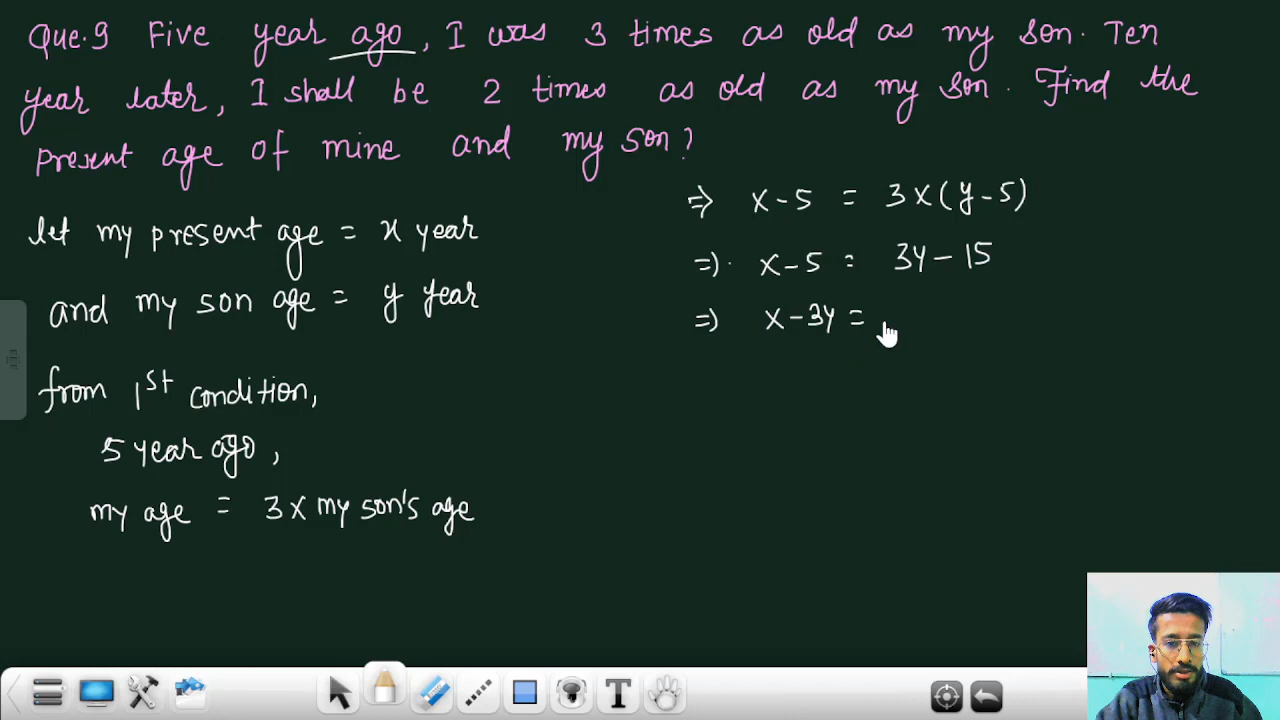 Que.9 Five year ago, I was 3 times as old as my son. Ten
year later, I shall be 2 times as old as my son. Find the
present age of mine and my son?
let my present age = x year
and my son age = y year
from 1st condition,
5 year ago,
my age = 3 x my son's age
⇒ x - 5 = 3 x (y - 5)
⇒ x - 5 = 3y - 15
⇒ x - 3y =
T